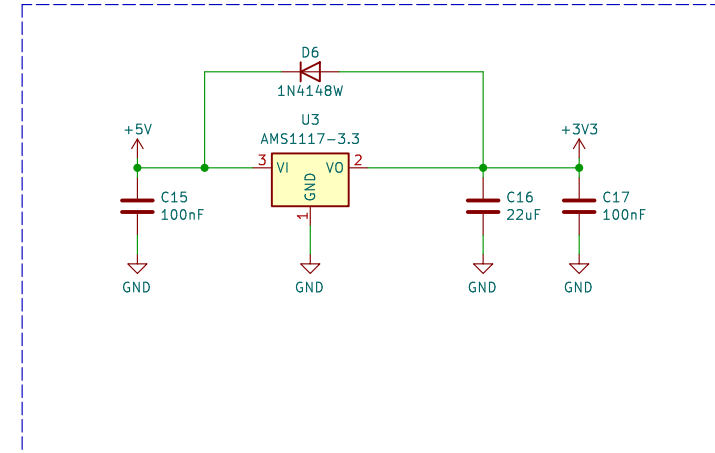 D6
1N4148W
U3
AMS1117-3.3
+5V
+3V3
3
VI
VO
2
GND
1
C15
100nF
C16
22uF
C17
100nF
GND
GND
GND
GND